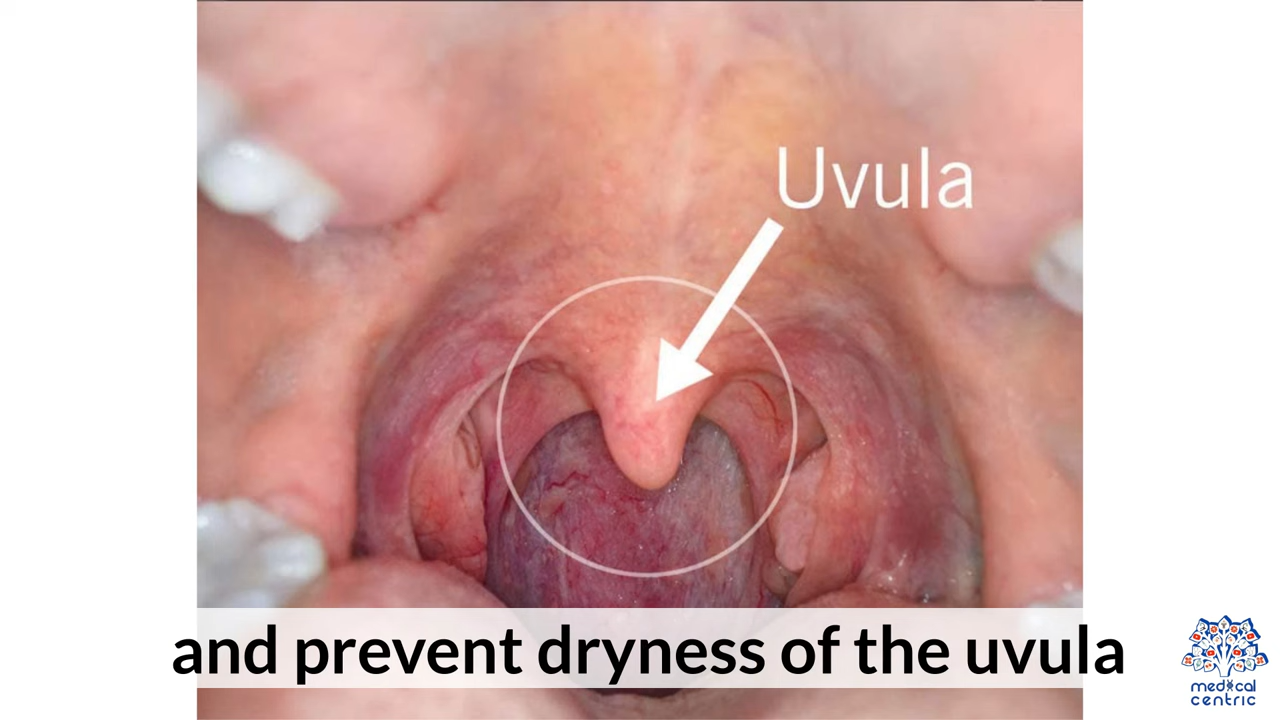 Uvula
and prevent dryness of the uvula
medical
centric